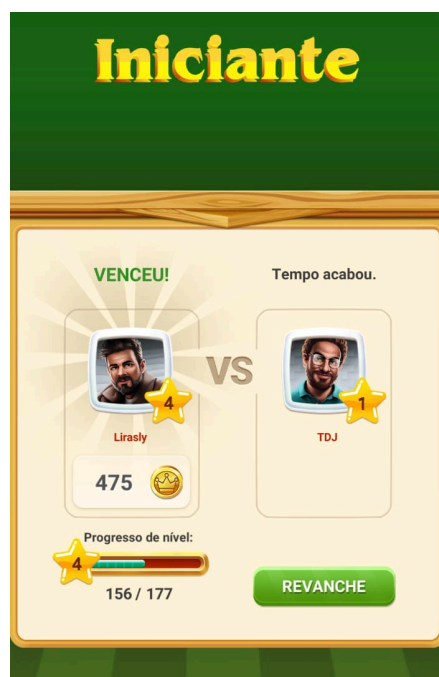 Iniciante
VENCEU!
Tempo acabou.
VS
4
1
Lirasly
TDJ
475
Progresso de nível:
4
156 / 177
REVANCHE